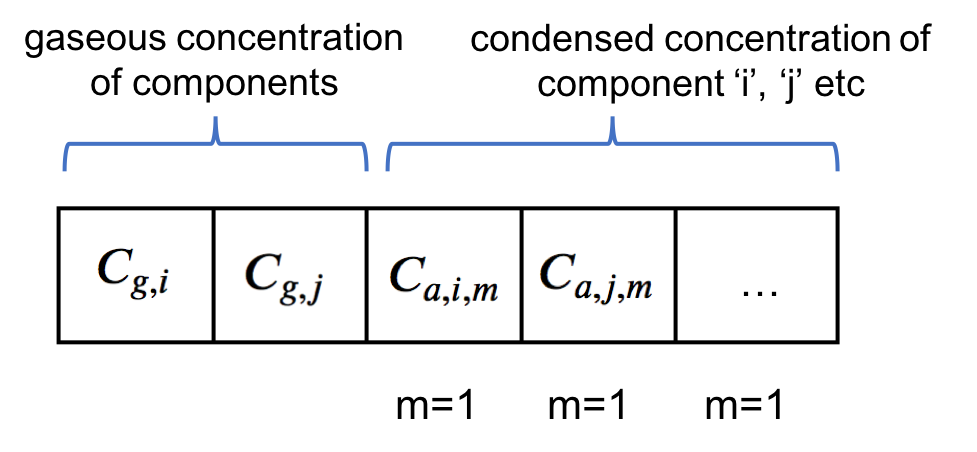 gaseous concentration
of components
condensed concentration of
component ‘i’, ‘j’ etc
C_{g,i} C_{g,j} C_{a,i,m} C_{a,j,m} ...
m=1 m=1 m=1